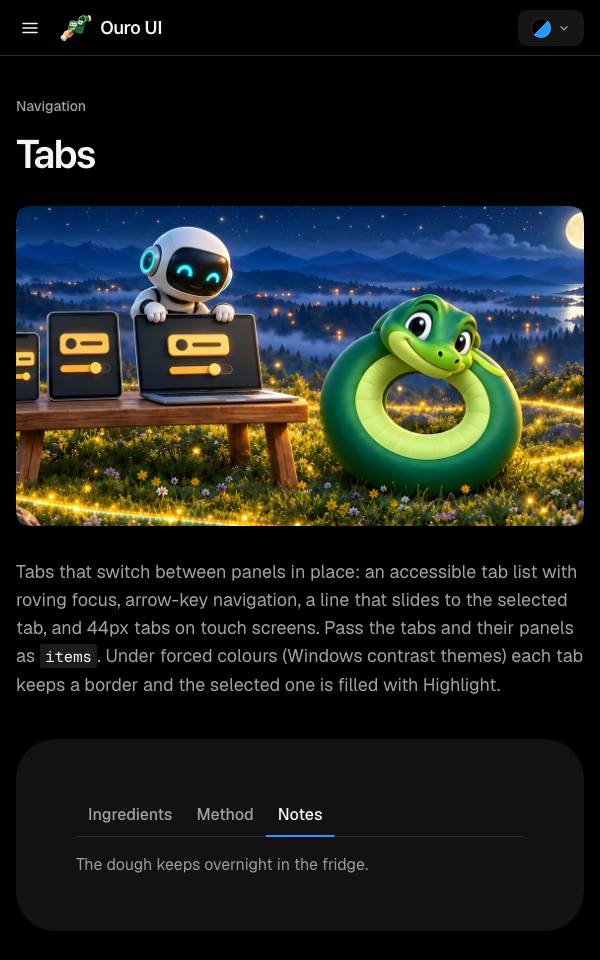 Ouro UI
Navigation
Tabs
Tabs that switch between panels in place: an accessible tab list with
roving focus, arrow-key navigation, a line that slides to the selected
tab, and 44px tabs on touch screens. Pass the tabs and their panels
as items. Under forced colours (Windows contrast themes) each tab
keeps a border and the selected one is filled with Highlight.
Ingredients Method Notes
The dough keeps overnight in the fridge.